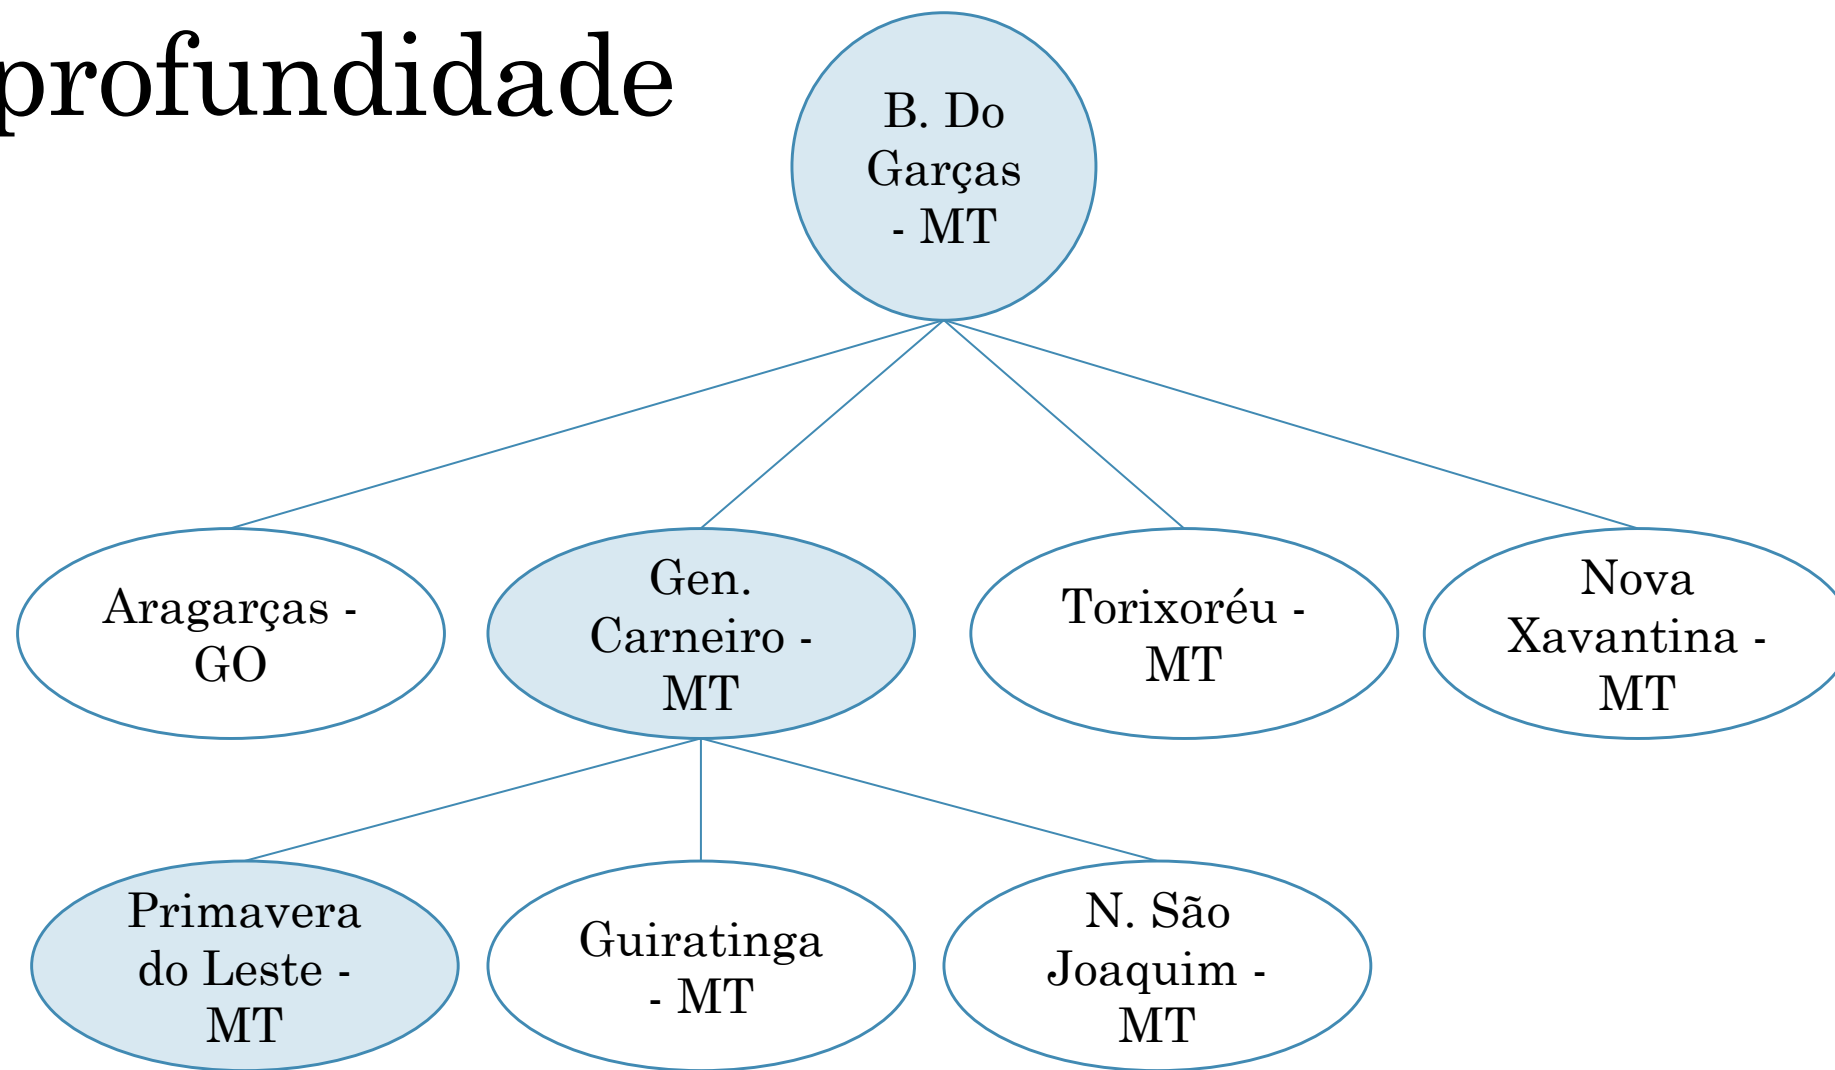 profundidade
B. Do
Garças
- MT
Aragarças -
GO
Gen.
Carneiro -
MT
Torixoréu -
MT
Nova
Xavantina -
MT
Primavera
do Leste -
MT
Guiratinga
- MT
N. São
Joaquim -
MT